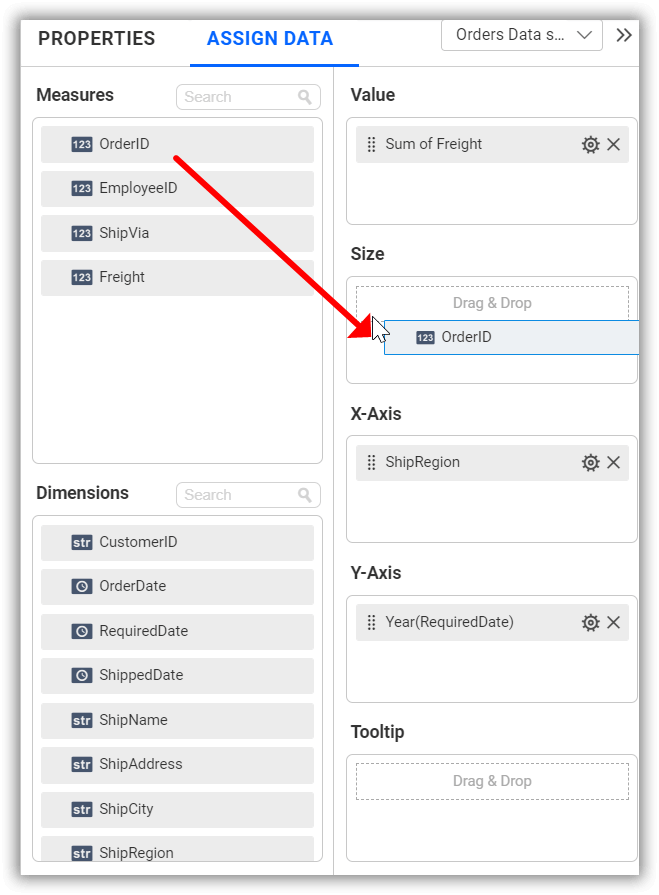 PROPERTIES
ASSIGN DATA
Orders Data s...
Measures
Search
123 OrderID
123 EmployeeID
123 ShipVia
123 Freight
Dimensions
Search
str CustomerID
OrderDate
RequiredDate
ShippedDate
str ShipName
str ShipAddress
str ShipCity
str ShipRegion
Value
Sum of Freight
Size
Drag & Drop
123 OrderID
X-Axis
ShipRegion
Y-Axis
Year(RequiredDate)
Tooltip
Drag & Drop